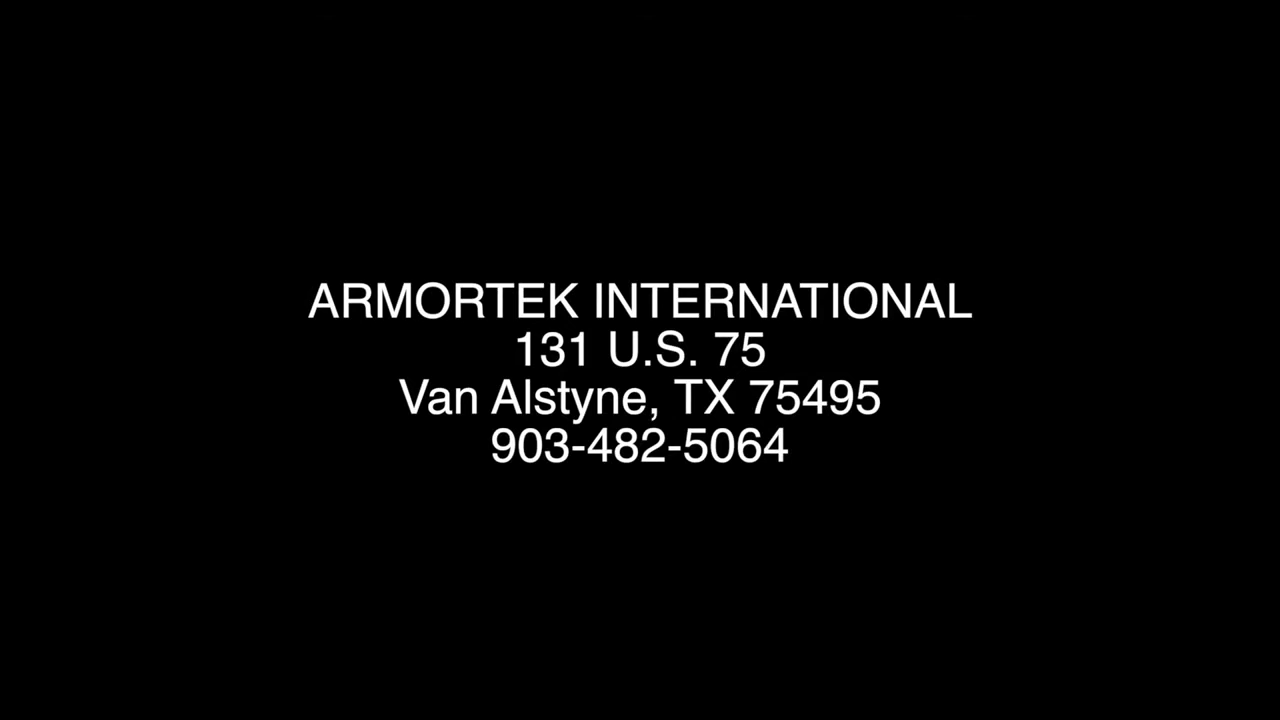 ARMORTEK INTERNATIONAL
131 U.S. 75
Van Alstyne, TX 75495
903-482-5064